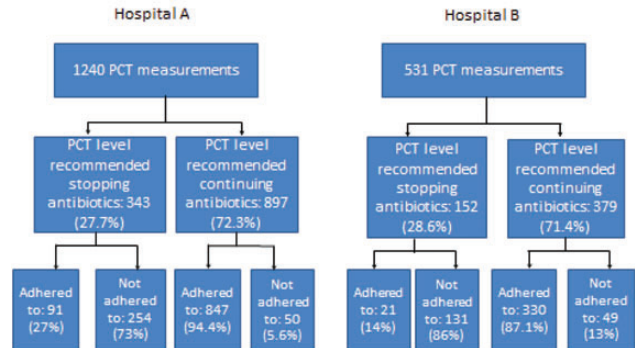 Hospital A
Hospital B
1240 PCT measurements
531 PCT measurements
PCT level
recommended
stopping
antibiotics: 343
(27.7%)
PCT level
recommended
continuing
antibiotics: 897
(72.3%)
PCT level
recommended
stopping
antibiotics: 152
(28.6%)
PCT level
recommended
continuing
antibiotics: 379
(71.4%)
Adhered
to: 91
(27%)
Not
adhered
to: 254
(73%)
Adhered
to: 847
(94.4%)
Not
adhered
to: 50
(5.6%)
Adhered
to: 21
(14%)
Not
adhered
to: 131
(86%)
Adhered
to: 330
(87.1%)
Not
adhered
to: 49
(13%)